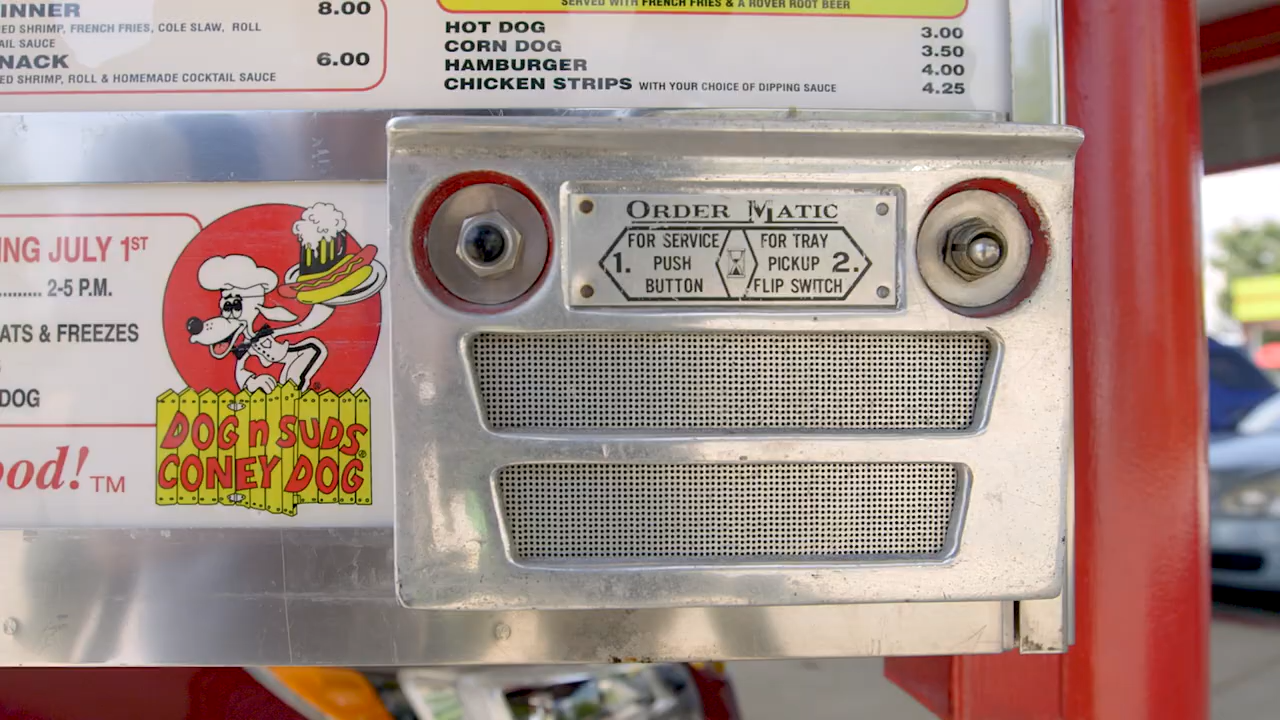 INNER 8.00
ED SHRIMP, FRENCH FRIES, COLE SLAW, ROLL
AIL SAUCE
NACK 6.00
ED SHRIMP, ROLL & HOMEMADE COCKTAIL SAUCE
SERVED WITH FRENCH FRIES & A ROVER ROOT BEER
HOT DOG 3.00
CORN DOG 3.50
HAMBURGER 4.00
CHICKEN STRIPS WITH YOUR CHOICE OF DIPPING SAUCE 4.25
ING JULY 1ST
......... 2-5 P.M.
ATS & FREEZES
DOG
ood! TM
DOG n SUDS®
CONEY DOG
ORDER MATIC
FOR SERVICE
1. PUSH
BUTTON
FOR TRAY
PICKUP 2.
FLIP SWITCH